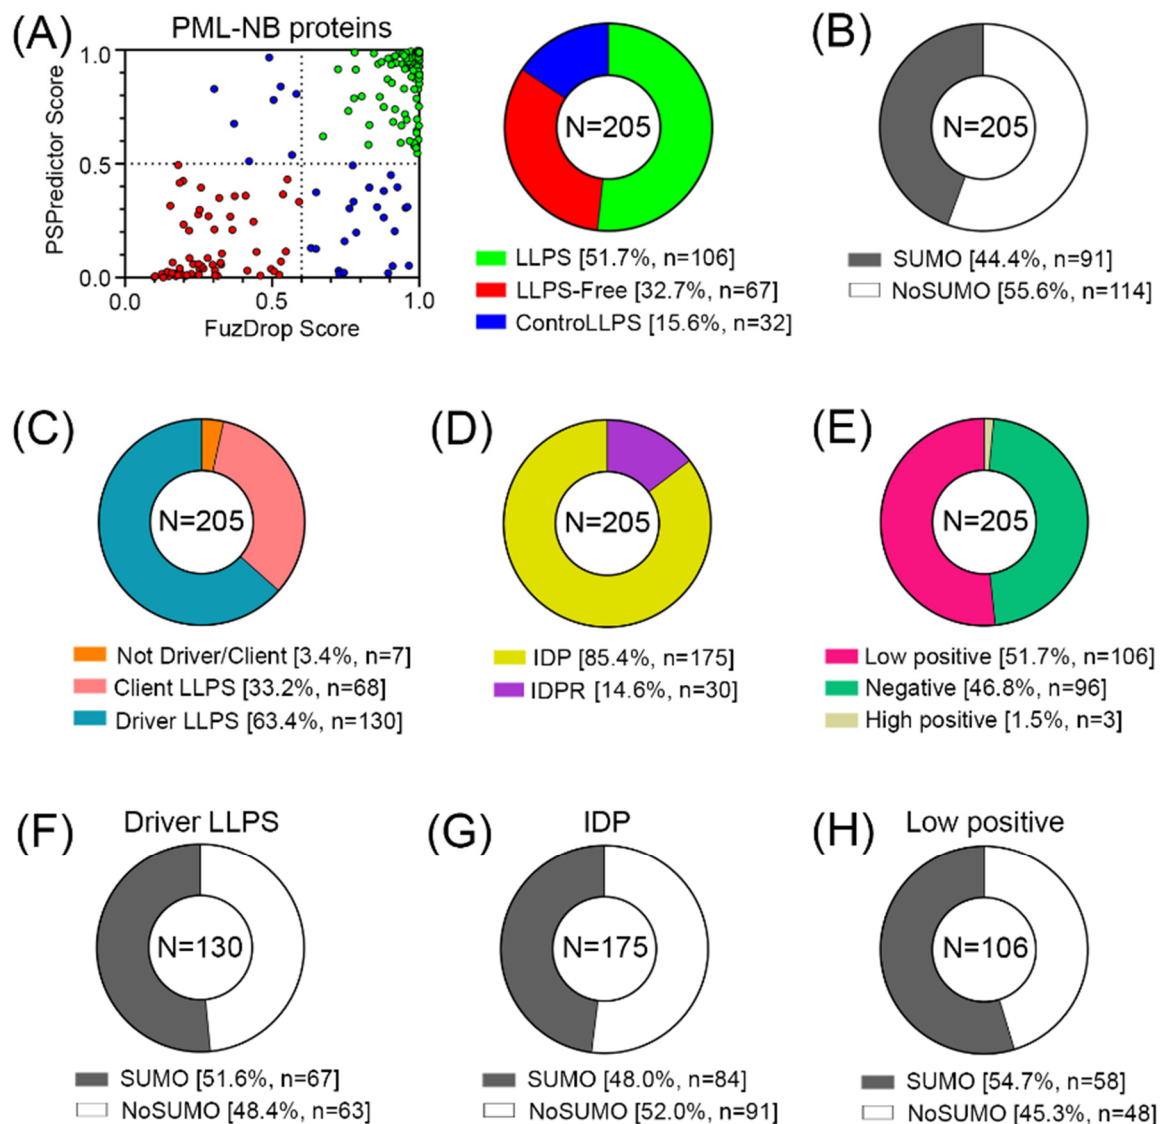 (A)
PML-NB proteins
PSPredictor Score
1.0
0.5
0.0
0.0
0.5
1.0
FuzDrop Score
N=205
LLPS [51.7%, n=106]
LLPS-Free [32.7%, n=67]
ControLLPS [15.6%, n=32]
(B)
N=205
SUMO [44.4%, n=91]
NoSUMO [55.6%, n=114]
(C)
N=205
Not Driver/Client [3.4%, n=7]
Client LLPS [33.2%, n=68]
Driver LLPS [63.4%, n=130]
(D)
N=205
IDP [85.4%, n=175]
IDPR [14.6%, n=30]
(E)
N=205
Low positive [51.7%, n=106]
Negative [46.8%, n=96]
High positive [1.5%, n=3]
(F)
Driver LLPS
N=130
SUMO [51.6%, n=67]
NoSUMO [48.4%, n=63]
(G)
IDP
N=175
SUMO [48.0%, n=84]
NoSUMO [52.0%, n=91]
(H)
Low positive
N=106
SUMO [54.7%, n=58]
NoSUMO [45.3%, n=48]